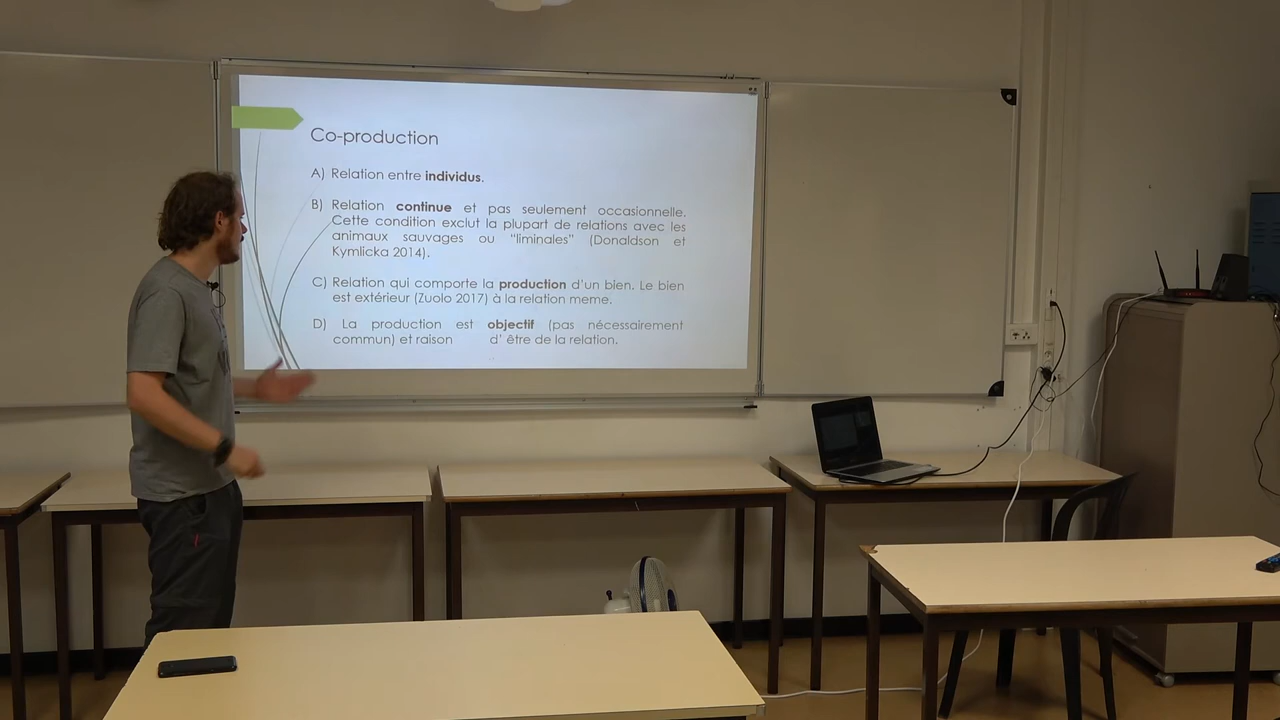 Co-production
A) Relation entre individus.
B) Relation continue et pas seulement occasionnelle.
Cette condition exclut la plupart de relations avec les
animaux sauvages ou “liminales” (Donaldson et
Kymlicka 2014).
C) Relation qui comporte la production d’un bien. Le bien
est extérieur (Zuolo 2017) à la relation meme.
D) La production est objectif (pas nécessairement
commun) et raison d’ être de la relation.